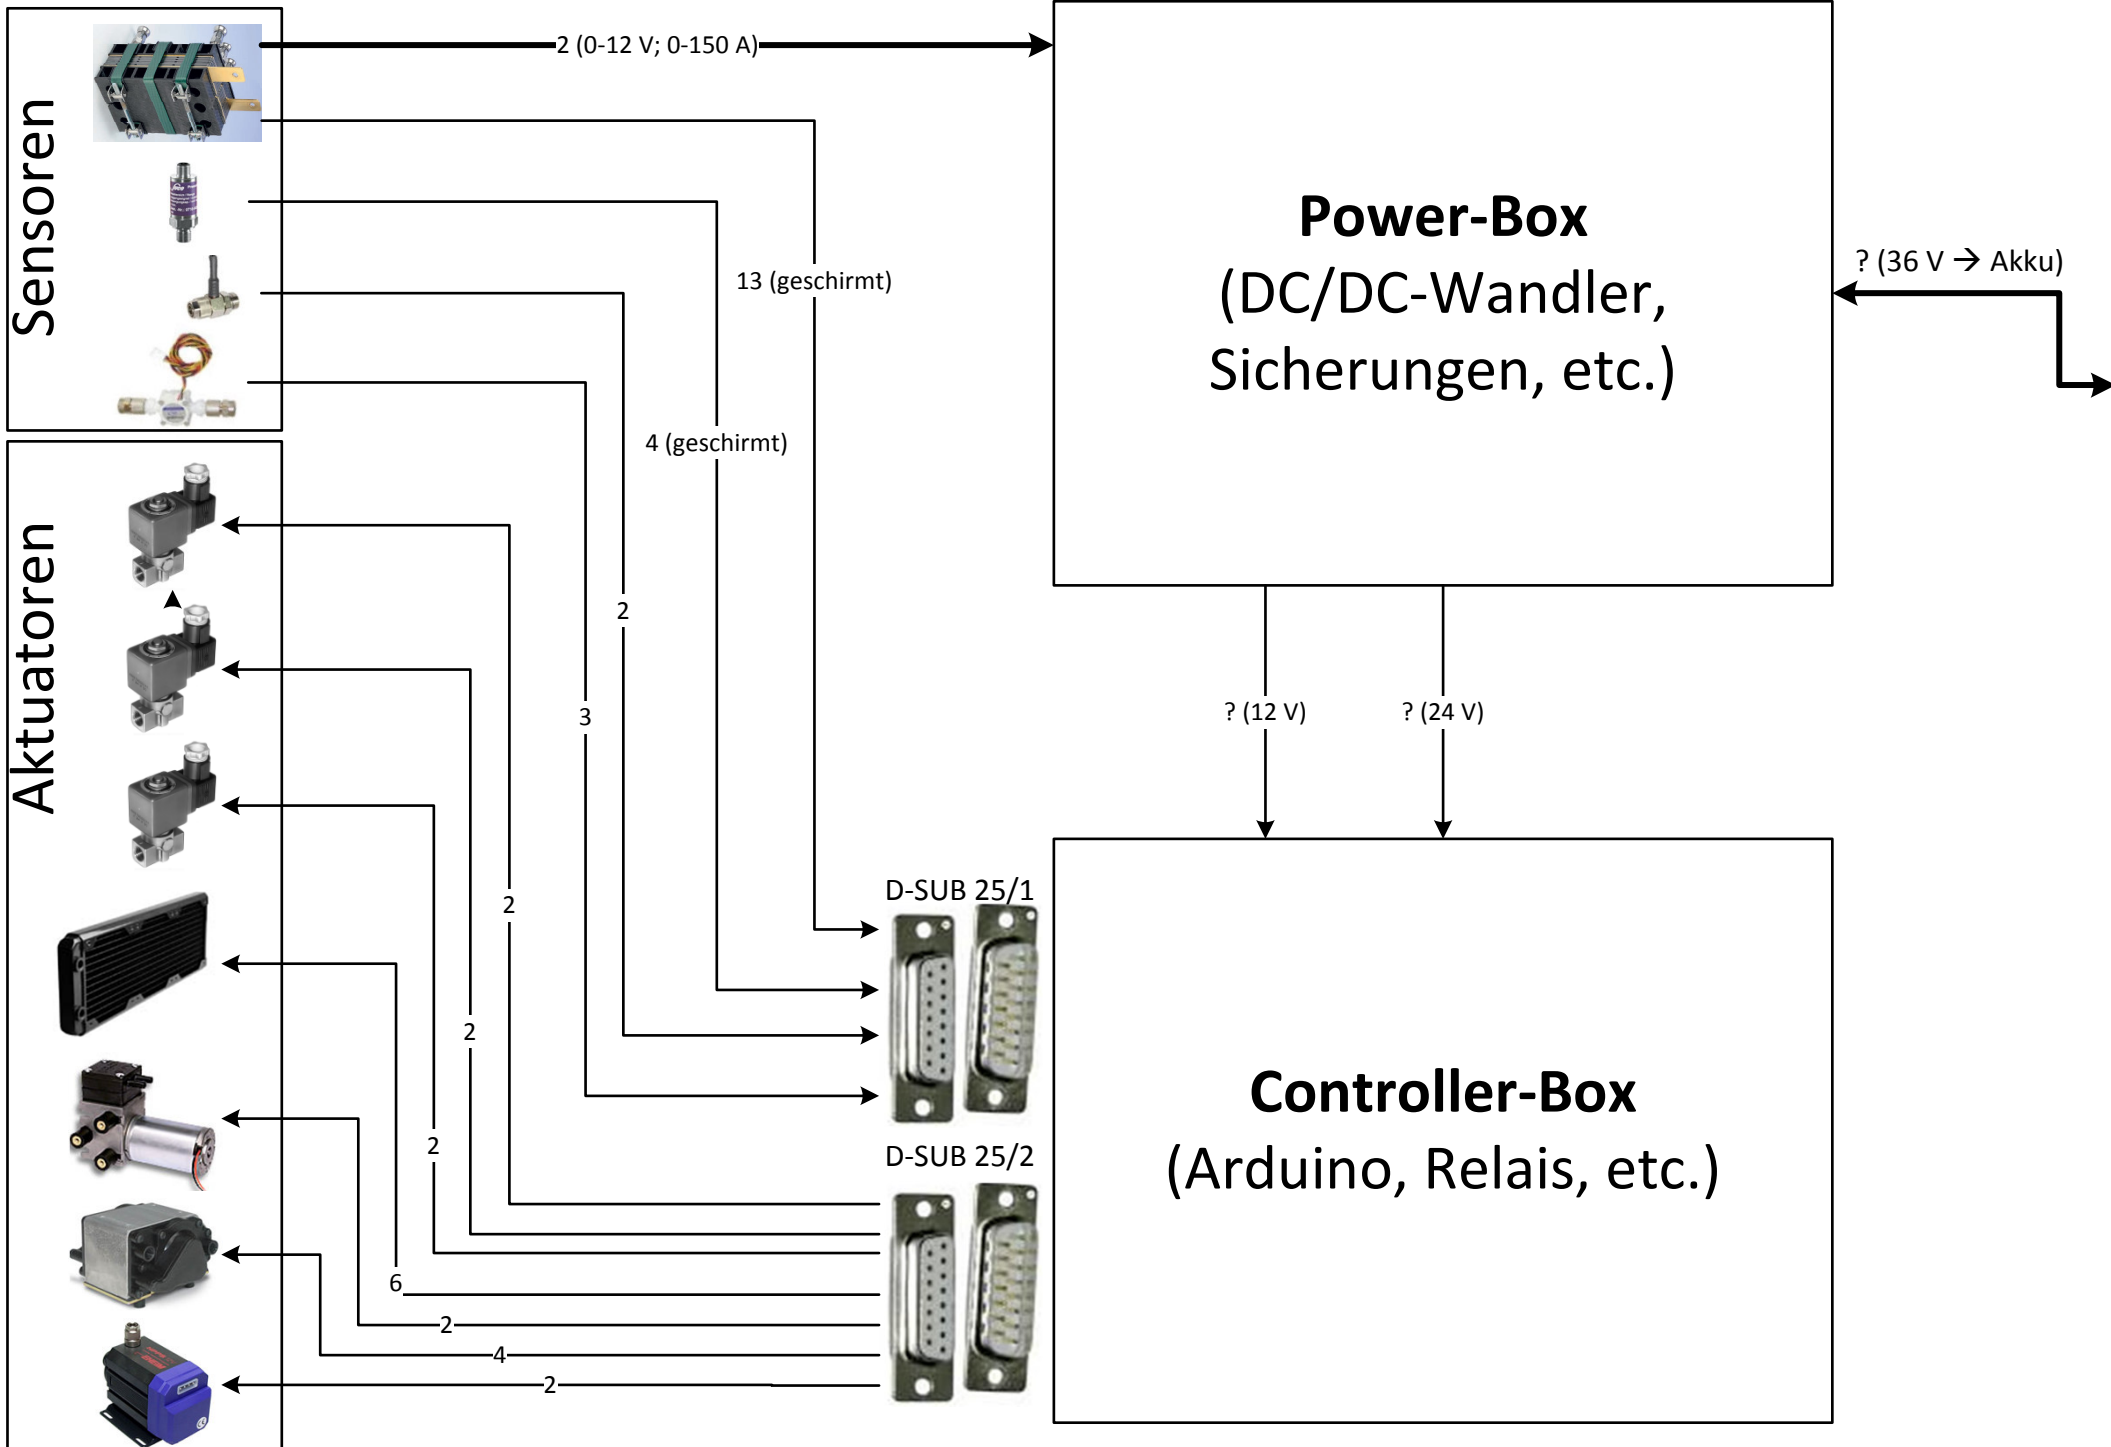 Sensoren
2 (0-12 V; 0-150 A)
13 (geschirmt)
4 (geschirmt)
2
3
Power-Box
(DC/DC-Wandler,
Sicherungen, etc.)
? (36 V → Akku)
? (12 V)
? (24 V)
Aktuatoren
2
2
2
6
2
4
2
D-SUB 25/1
D-SUB 25/2
Controller-Box
(Arduino, Relais, etc.)